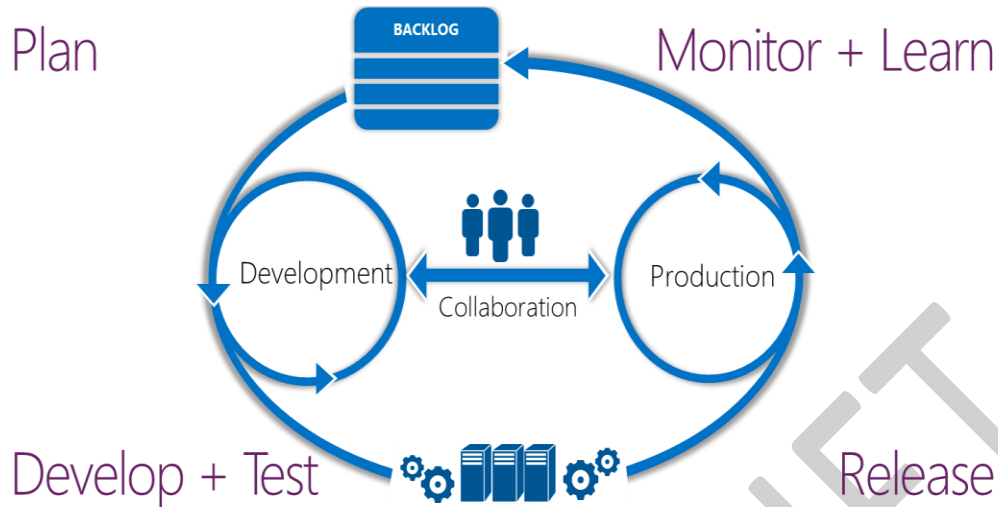 Plan
BACKLOG
Monitor + Learn
Development
Collaboration
Production
Develop + Test
Release